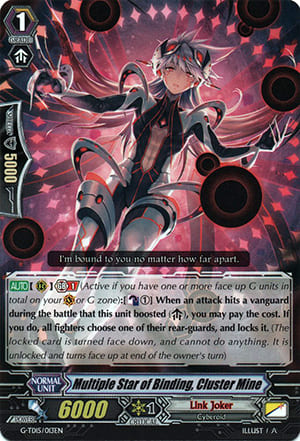 1
GRADE
SHIELD
5000
I'm bound to you no matter how far apart.
AUTO (Active if you have one or more face up G units in
total on your or G zone):[ 1] When an attack hits a vanguard
during the battle that this unit boosted ( ), you may pay the cost. If
you do, all fighters choose one of their rear-guards, and locks it. (The
locked card is turned face down, and cannot do anything. It is
unlocked and turns face up at end of the owner's turn)
NORMAL
UNIT
Multiple Star of Binding, Cluster Mine
POWER
6000
1
CRITICAL
Link Joker
Cyberoid
G-TD15/013EN
ILLUST / A